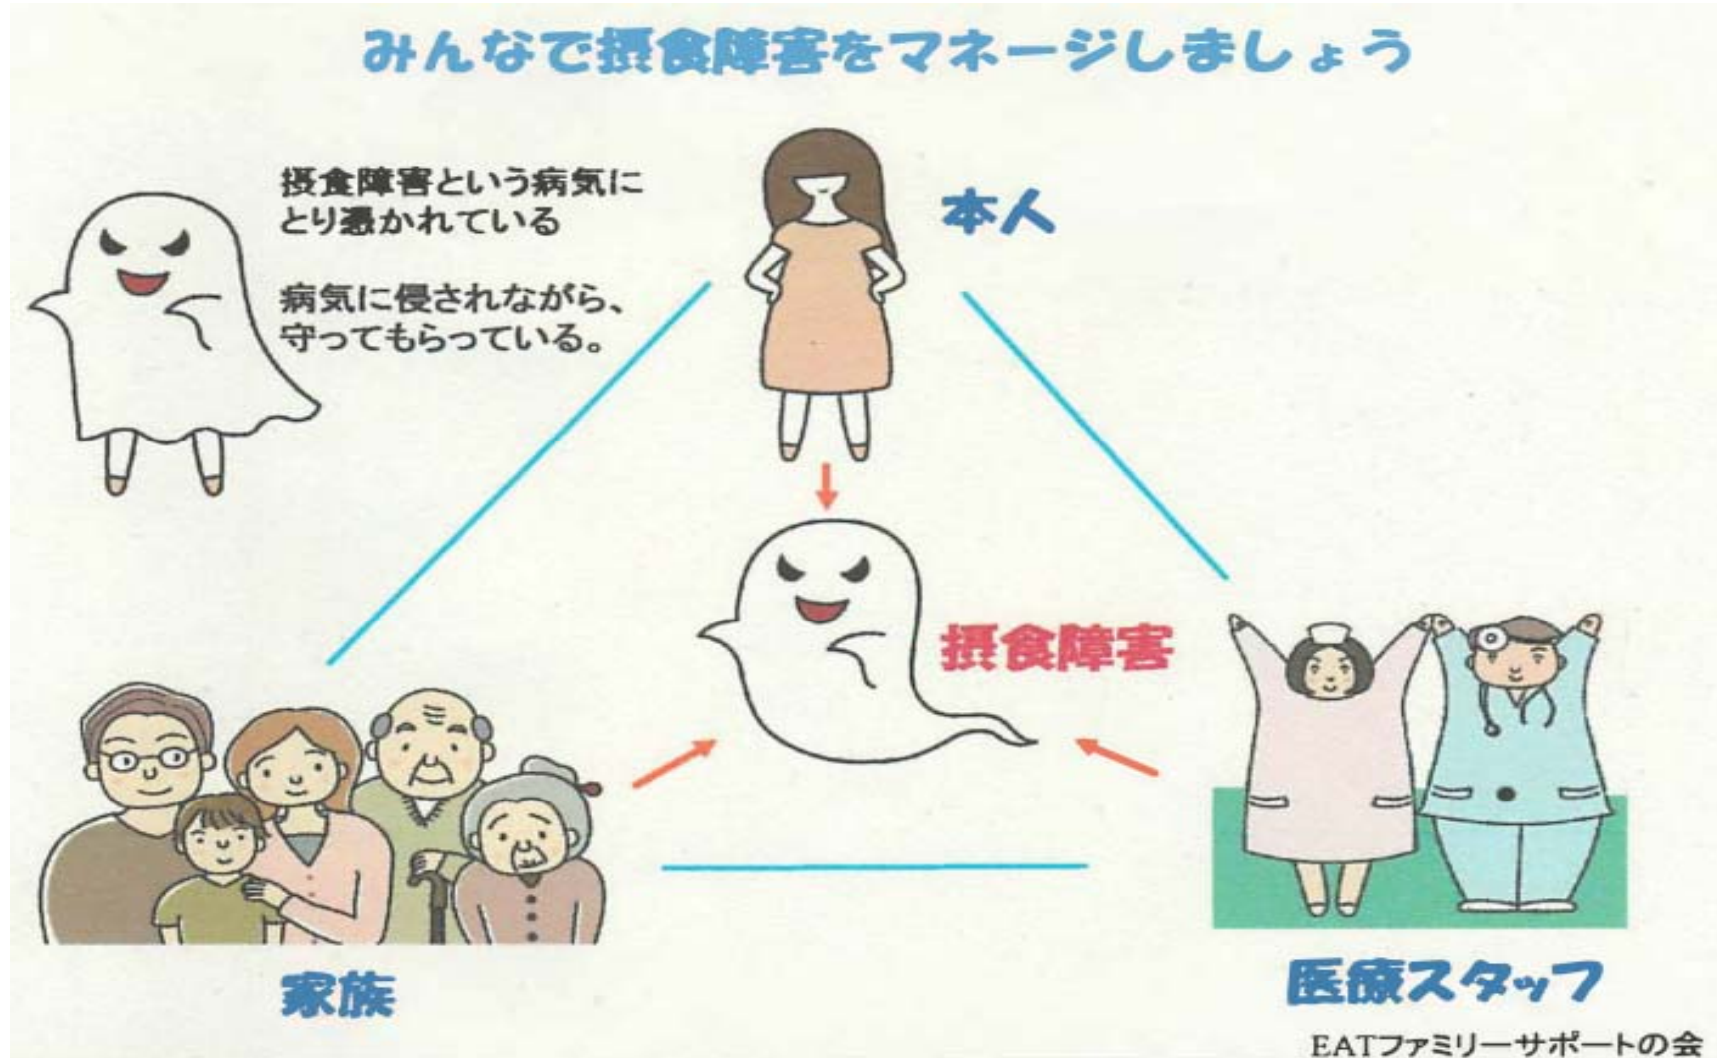 みんなで摂食障害をマネージしましょう
摂食障害という病気に
とり憑かれている
病気に侵されながら、
守ってもらっている。
本人
摂食障害
家族
医療スタッフ
EATファミリーサポートの会